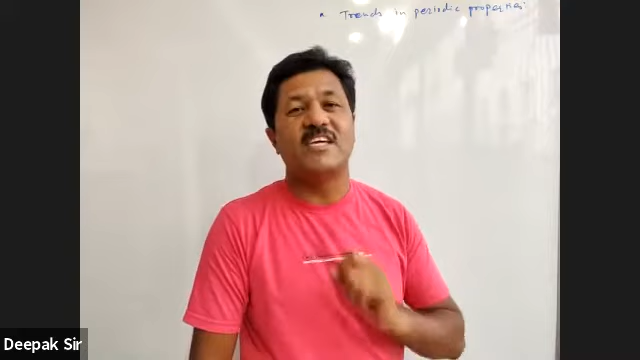 * Trends in periodic properties.
Deepak Sir